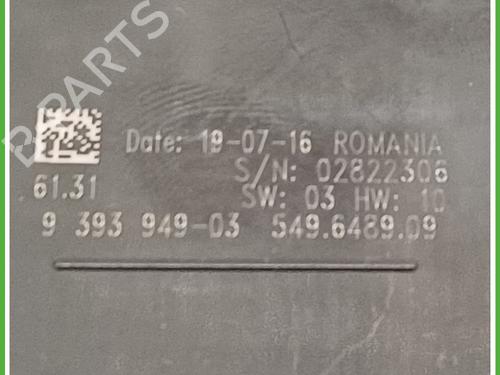 B-PARTS
Date: 19-07-16 ROMANIA
S/N: 02822306
61.31 SW: 03 HW: 10
9 393 949-03 549.6489.09